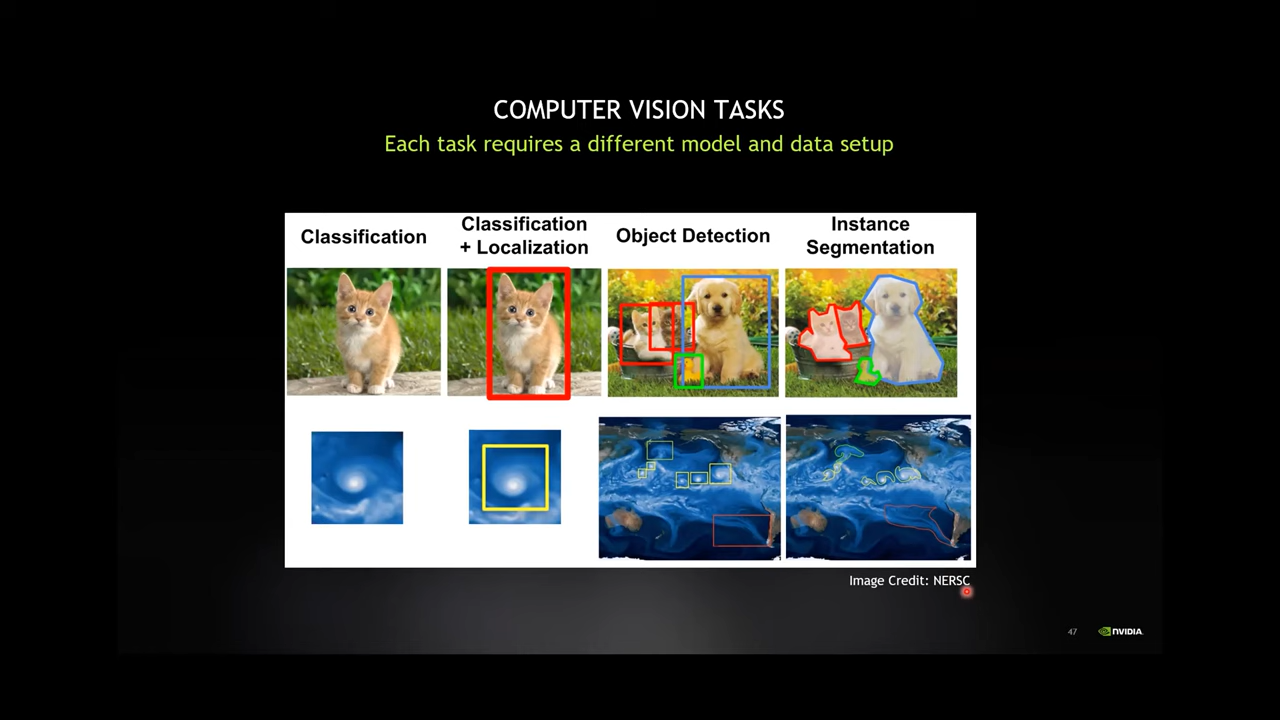 COMPUTER VISION TASKS
Each task requires a different model and data setup
Classification
Classification
+ Localization
Object Detection
Instance
Segmentation
Image Credit: NERSC
47
NVIDIA.